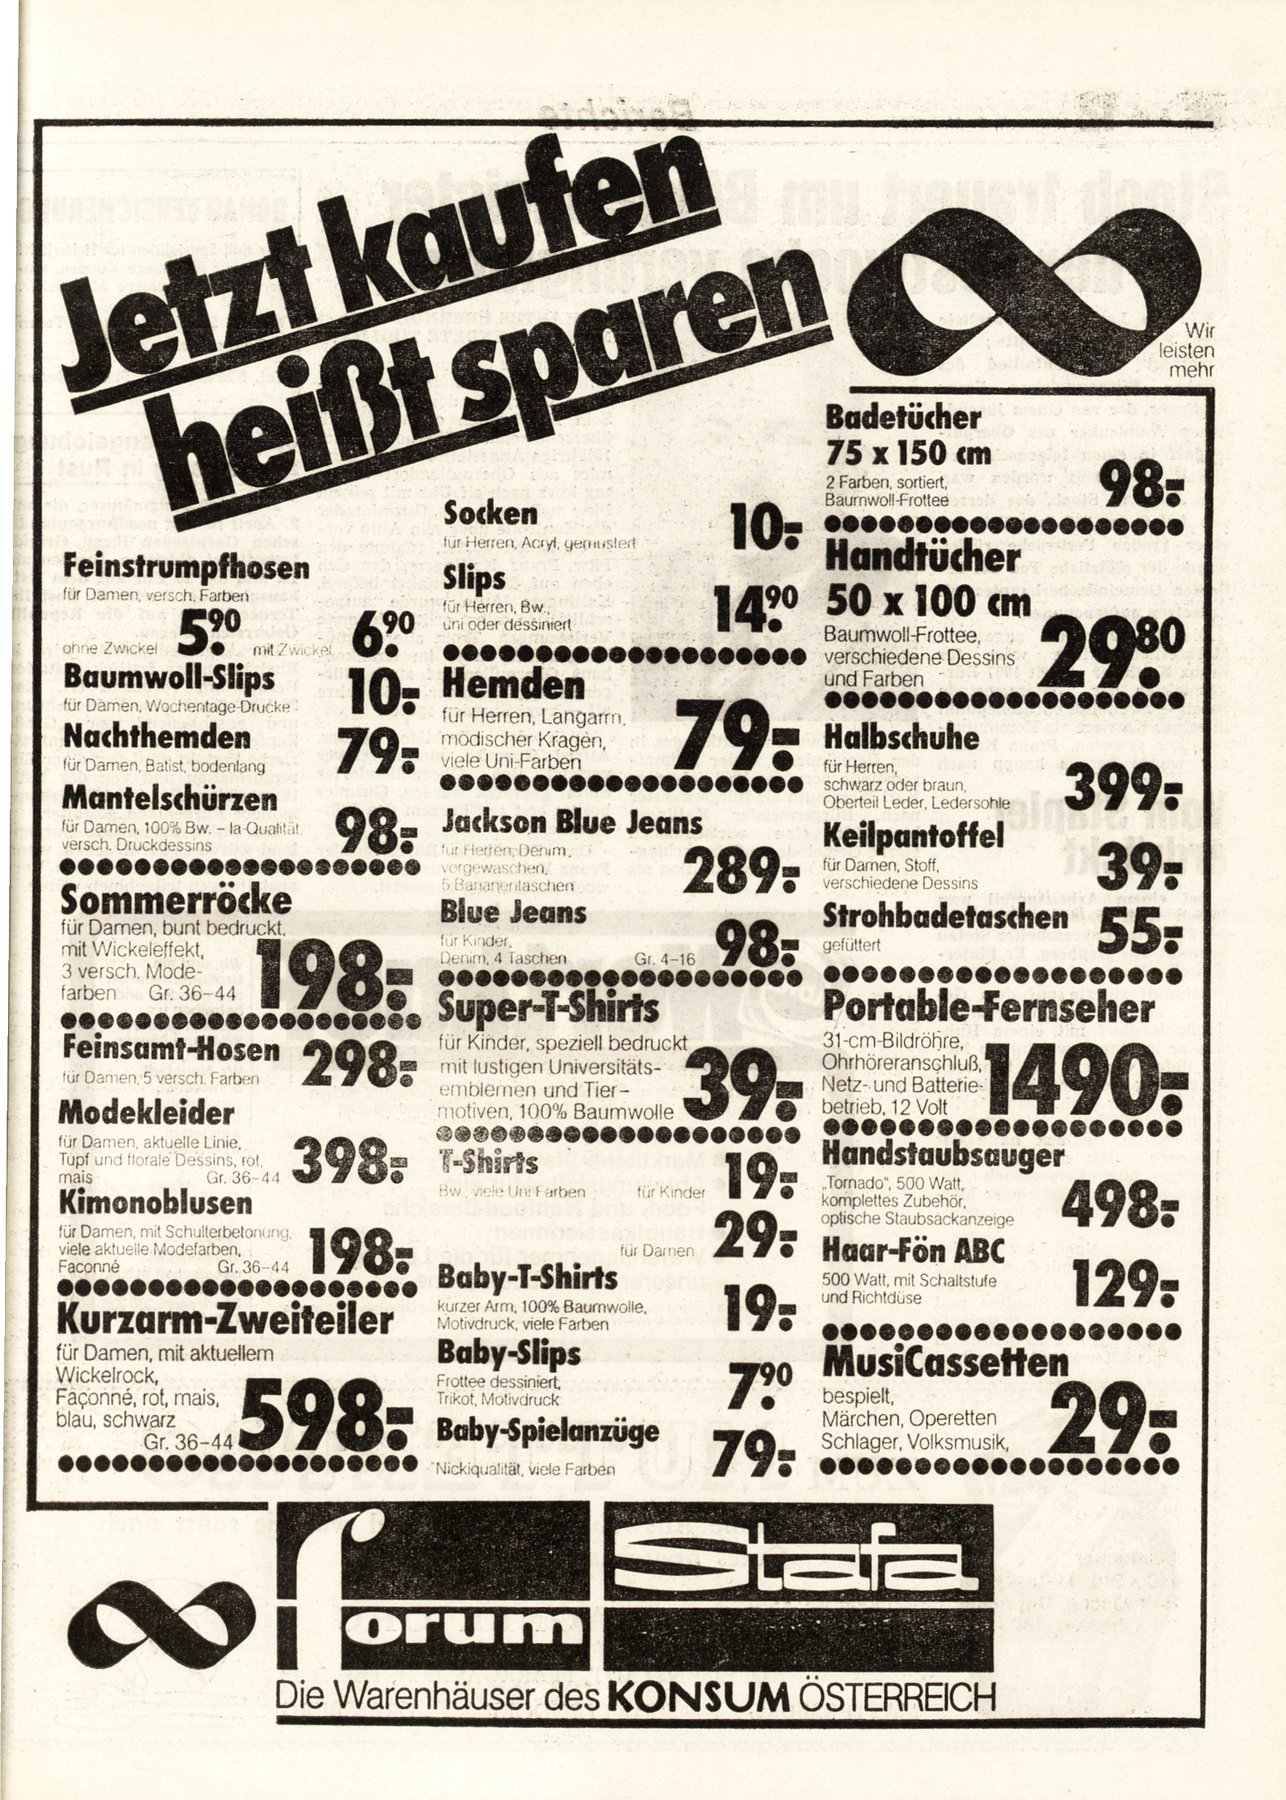 Jetzt kaufen
heißt sparen
Wir
leisten
mehr
Feinstrumpfhosen
für Damen, versch. Farben
ohne Zwickel 5.90 mit Zwickel 6.90
Baumwoll-Slips
für Damen, Wochentage-Drucke 10.-
Nachthemden
für Damen, Batist, bodenlang 79.-
Mantelschürzen
für Damen, 100% Bw. – Ia-Qualität,
versch. Druckdessins 98.-
Sommerröcke
für Damen, bunt bedruckt,
mit Wickeleffekt,
3 versch. Mode-
farben Gr. 36–44 198.-
Feinsamt-Hosen
für Damen, 5 versch. Farben 298.-
Modekleider
für Damen, aktuelle Linie,
Tupf und florale Dessins, rot,
mais Gr. 36–44 398.-
Kimonoblusen
für Damen, mit Schulterbetonung,
viele aktuelle Modefarben,
Façonné Gr. 36–44 198.-
Kurzarm-Zweiteiler
für Damen, mit aktuellem
Wickelrock,
Façonné, rot, mais,
blau, schwarz
Gr. 36–44 598.-
Socken
für Herren, Acryl, gemustert 10.-
Slips
für Herren, Bw.,
uni oder dessiniert 14.90
Hemden
für Herren, Langarm,
modischer Kragen,
viele Uni-Farben 79.-
Jackson Blue Jeans
für Herren, Denim,
vorgewaschen,
5 Bananentaschen 289.-
Blue Jeans
für Kinder,
Denim, 4 Taschen Gr. 4–16 98.-
Super-T-Shirts
für Kinder, speziell bedruckt
mit lustigen Universitäts-
emblemen und Tier-
motiven, 100% Baumwolle 39.-
T-Shirts
Bw., viele Uni-Farben für Kinder 19.-
für Damen 29.-
Baby-T-Shirts
kurzer Arm, 100% Baumwolle,
Motivdruck, viele Farben 19.-
Baby-Slips
Frottee dessiniert,
Trikot, Motivdruck 7.90
Baby-Spielanzüge
Nickiqualität, viele Farben 79.-
Badetücher
75 x 150 cm
2 Farben, sortiert,
Baumwoll-Frottee 98.-
Handtücher
50 x 100 cm
Baumwoll-Frottee,
verschiedene Dessins
und Farben 29.80
Halbschuhe
für Herren,
schwarz oder braun,
Oberteil Leder, Ledersohle 399.-
Keilpantoffel
für Damen, Stoff,
verschiedene Dessins 39.-
Strohbadetaschen
gefüttert 55.-
Portable-Fernseher
31-cm-Bildröhre,
Ohrhöreranschluß,
Netz- und Batterie-
betrieb, 12 Volt 1490.-
Handstaubsauger
„Tornado“, 500 Watt,
komplettes Zubehör,
optische Staubsackanzeige 498.-
Haar-Fön ABC
500 Watt, mit Schaltstufe
und Richtdüse 129.-
MusiCassetten
bespielt,
Märchen, Operetten
Schlager, Volksmusik, 29.-
forum Stafa
Die Warenhäuser des KONSUM ÖSTERREICH